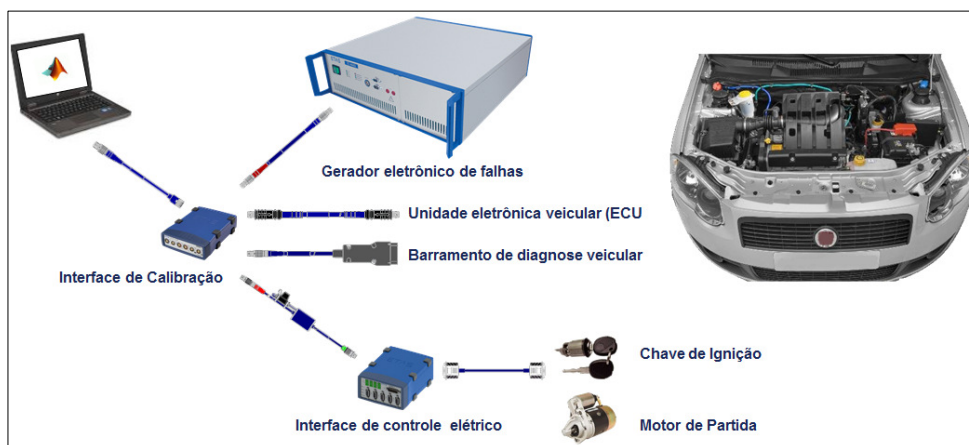 Gerador eletrônico de falhas
Unidade eletrônica veicular (ECU
Barramento de diagnose veicular
Interface de Calibração
Chave de Ignição
Interface de controle elétrico
Motor de Partida